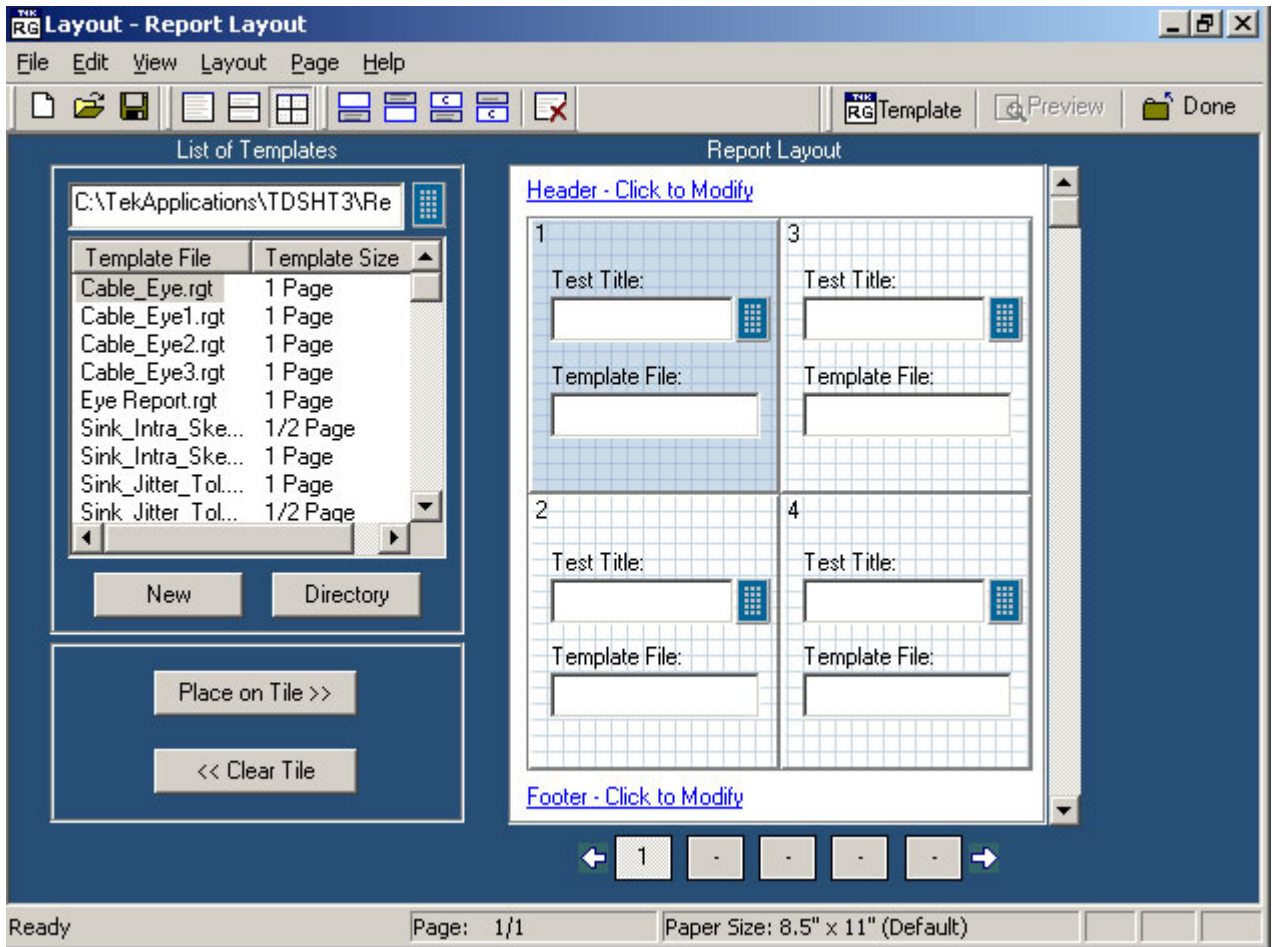 TEK
RG Layout - Report Layout
File Edit View Layout Page Help
TEK
RG Template Preview Done
List of Templates
C:\TekApplications\TDSHT3\Re
Template File Template Size
Cable_Eye.rgt 1 Page
Cable_Eye1.rgt 1 Page
Cable_Eye2.rgt 1 Page
Cable_Eye3.rgt 1 Page
Eye Report.rgt 1 Page
Sink_Intra_Ske... 1/2 Page
Sink_Intra_Ske... 1 Page
Sink_Jitter_Tol.... 1 Page
Sink_Jitter_Tol... 1/2 Page
New Directory
Place on Tile >>
<< Clear Tile
Report Layout
Header - Click to Modify
1
Test Title:
Template File:
3
Test Title:
Template File:
2
Test Title:
Template File:
4
Test Title:
Template File:
Footer - Click to Modify
1 - - - -
Ready Page: 1/1 Paper Size: 8.5" x 11" (Default)